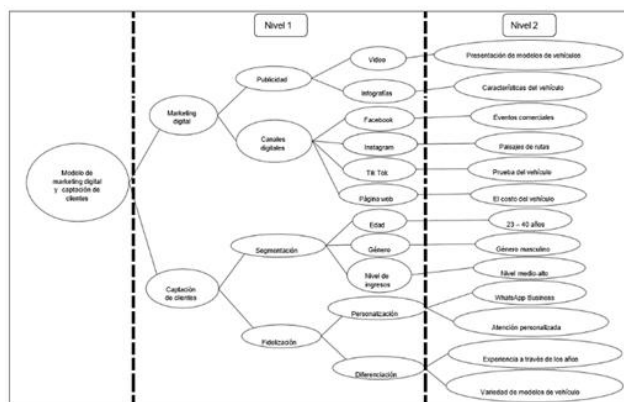 Nivel 1
Nivel 2
Modelo de
marketing digital
y captación de
clientes
Marketing
digital
Publicidad
Video
Presentación de modelos de vehículos
Infografías
Características del vehículo
Canales
digitales
Facebook
Eventos comerciales
Instagram
Paisajes de rutas
Tik Tok
Prueba del vehículo
Página web
El costo del vehículo
Captación
de clientes
Segmentación
Edad
23 – 40 años
Género
Género masculino
Nivel de
ingresos
Nivel medio-alto
Fidelización
Personalización
WhatsApp Business
Atención personalizada
Diferenciación
Experiencia a través de los años
Variedad de modelos de vehículo